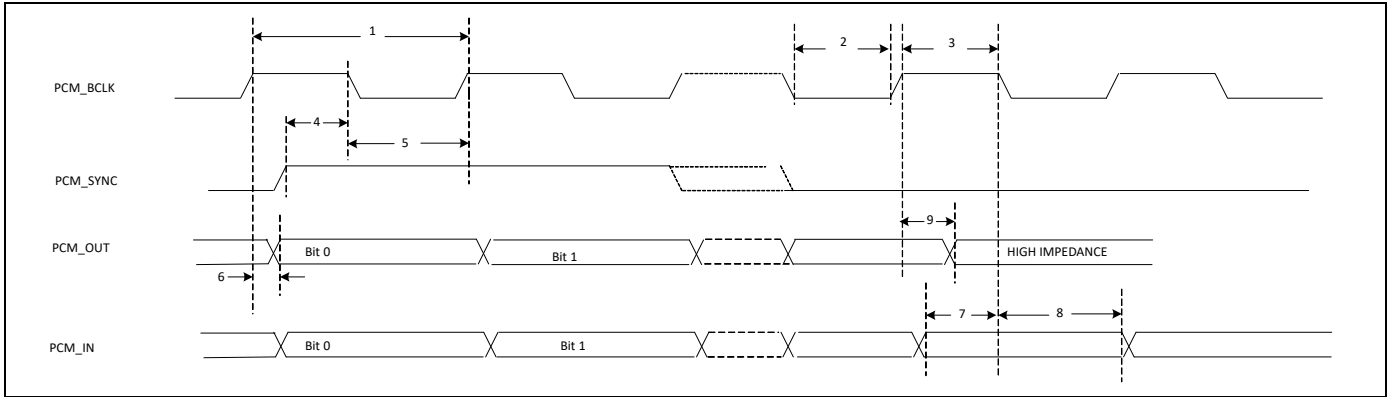 1
2
3
PCM_BCLK
4
5
PCM_SYNC
9
PCM_OUT
Bit 0
Bit 1
HIGH IMPEDANCE
6
7
8
PCM_IN
Bit 0
Bit 1